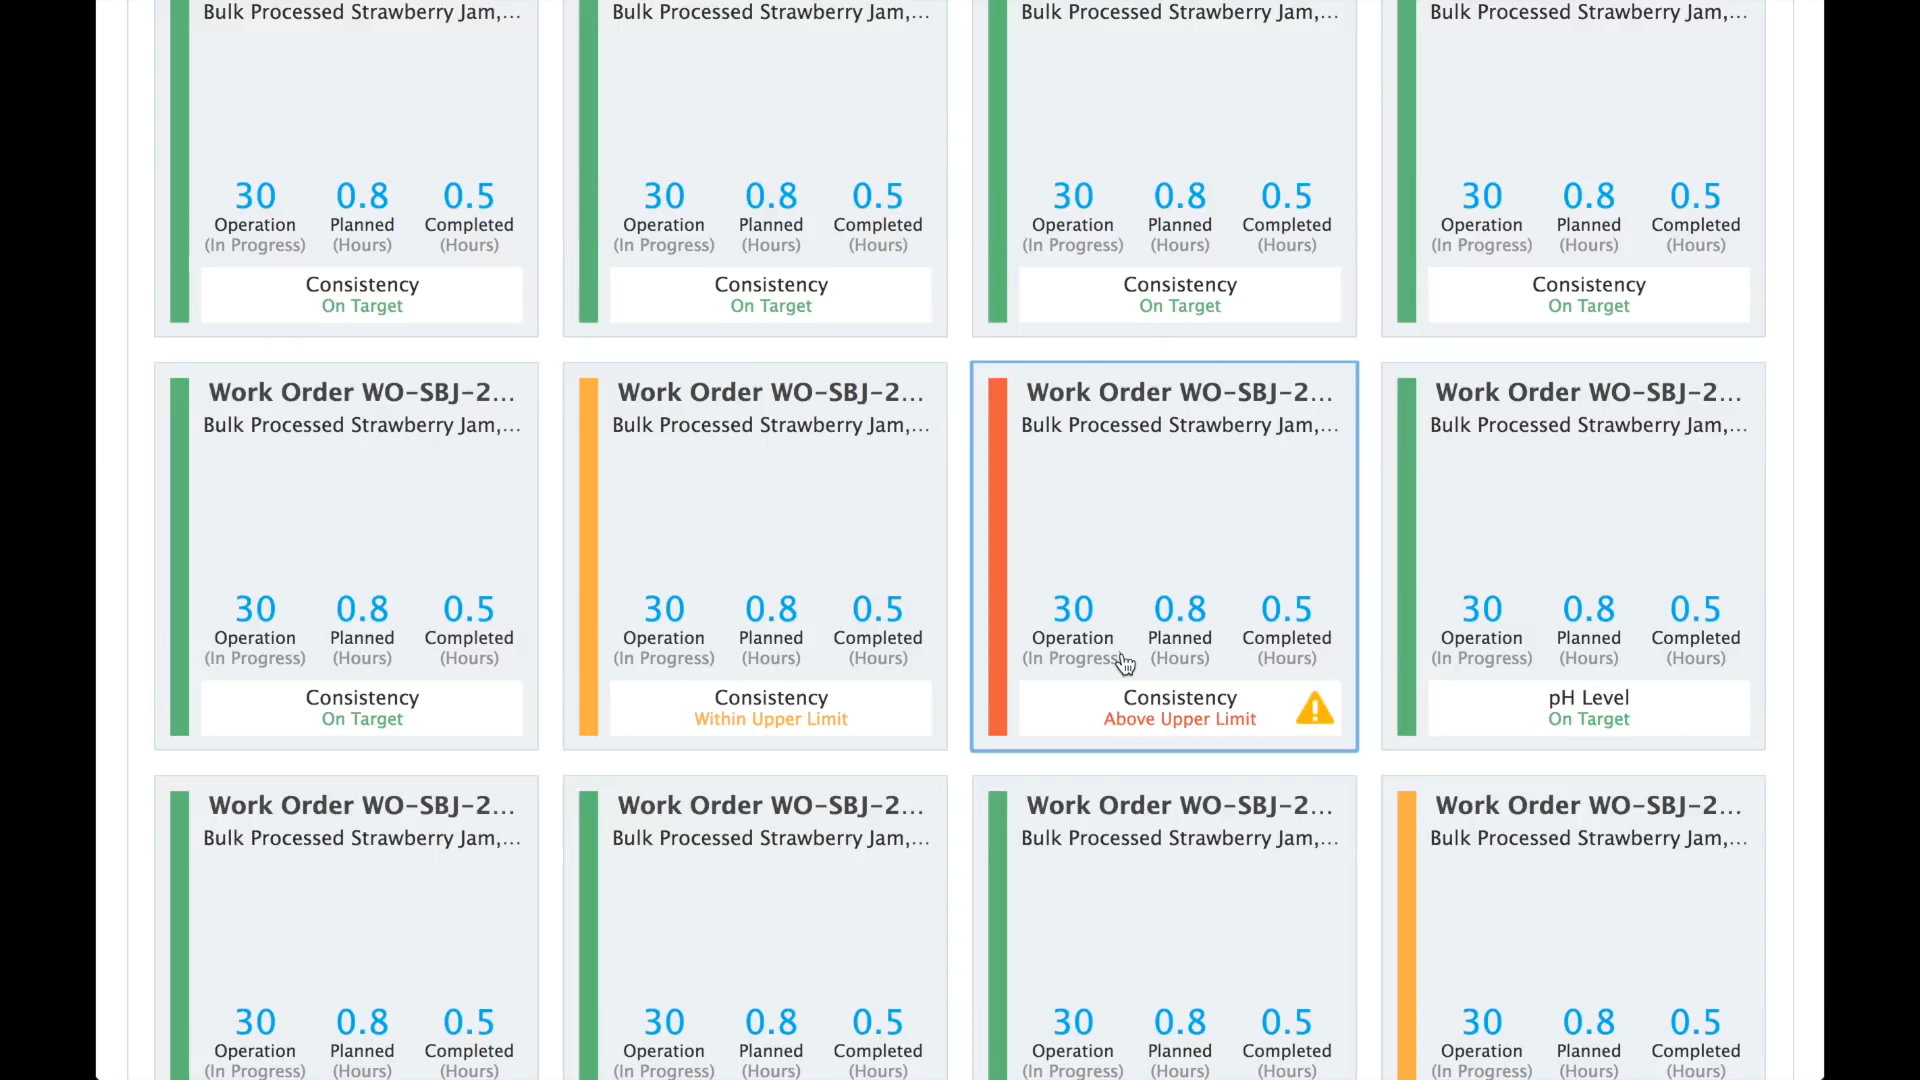 Bulk Processed Strawberry Jam,...
Bulk Processed Strawberry Jam,...
Bulk Processed Strawberry Jam,...
Bulk Processed Strawberry Jam,...
30 0.8 0.5
Operation Planned Completed
(In Progress) (Hours) (Hours)
Consistency
On Target
30 0.8 0.5
Operation Planned Completed
(In Progress) (Hours) (Hours)
Consistency
On Target
30 0.8 0.5
Operation Planned Completed
(In Progress) (Hours) (Hours)
Consistency
On Target
30 0.8 0.5
Operation Planned Completed
(In Progress) (Hours) (Hours)
Consistency
On Target
Work Order WO-SBJ-2...
Bulk Processed Strawberry Jam,...
30 0.8 0.5
Operation Planned Completed
(In Progress) (Hours) (Hours)
Consistency
On Target
Work Order WO-SBJ-2...
Bulk Processed Strawberry Jam,...
30 0.8 0.5
Operation Planned Completed
(In Progress) (Hours) (Hours)
Consistency
Within Upper Limit
Work Order WO-SBJ-2...
Bulk Processed Strawberry Jam,...
30 0.8 0.5
Operation Planned Completed
(In Progress) (Hours) (Hours)
Consistency
Above Upper Limit
Work Order WO-SBJ-2...
Bulk Processed Strawberry Jam,...
30 0.8 0.5
Operation Planned Completed
(In Progress) (Hours) (Hours)
pH Level
On Target
Work Order WO-SBJ-2...
Bulk Processed Strawberry Jam,...
30 0.8 0.5
Operation Planned Completed
(In Progress) (Hours) (Hours)
Work Order WO-SBJ-2...
Bulk Processed Strawberry Jam,...
30 0.8 0.5
Operation Planned Completed
(In Progress) (Hours) (Hours)
Work Order WO-SBJ-2...
Bulk Processed Strawberry Jam,...
30 0.8 0.5
Operation Planned Completed
(In Progress) (Hours) (Hours)
Work Order WO-SBJ-2...
Bulk Processed Strawberry Jam,...
30 0.8 0.5
Operation Planned Completed
(In Progress) (Hours) (Hours)